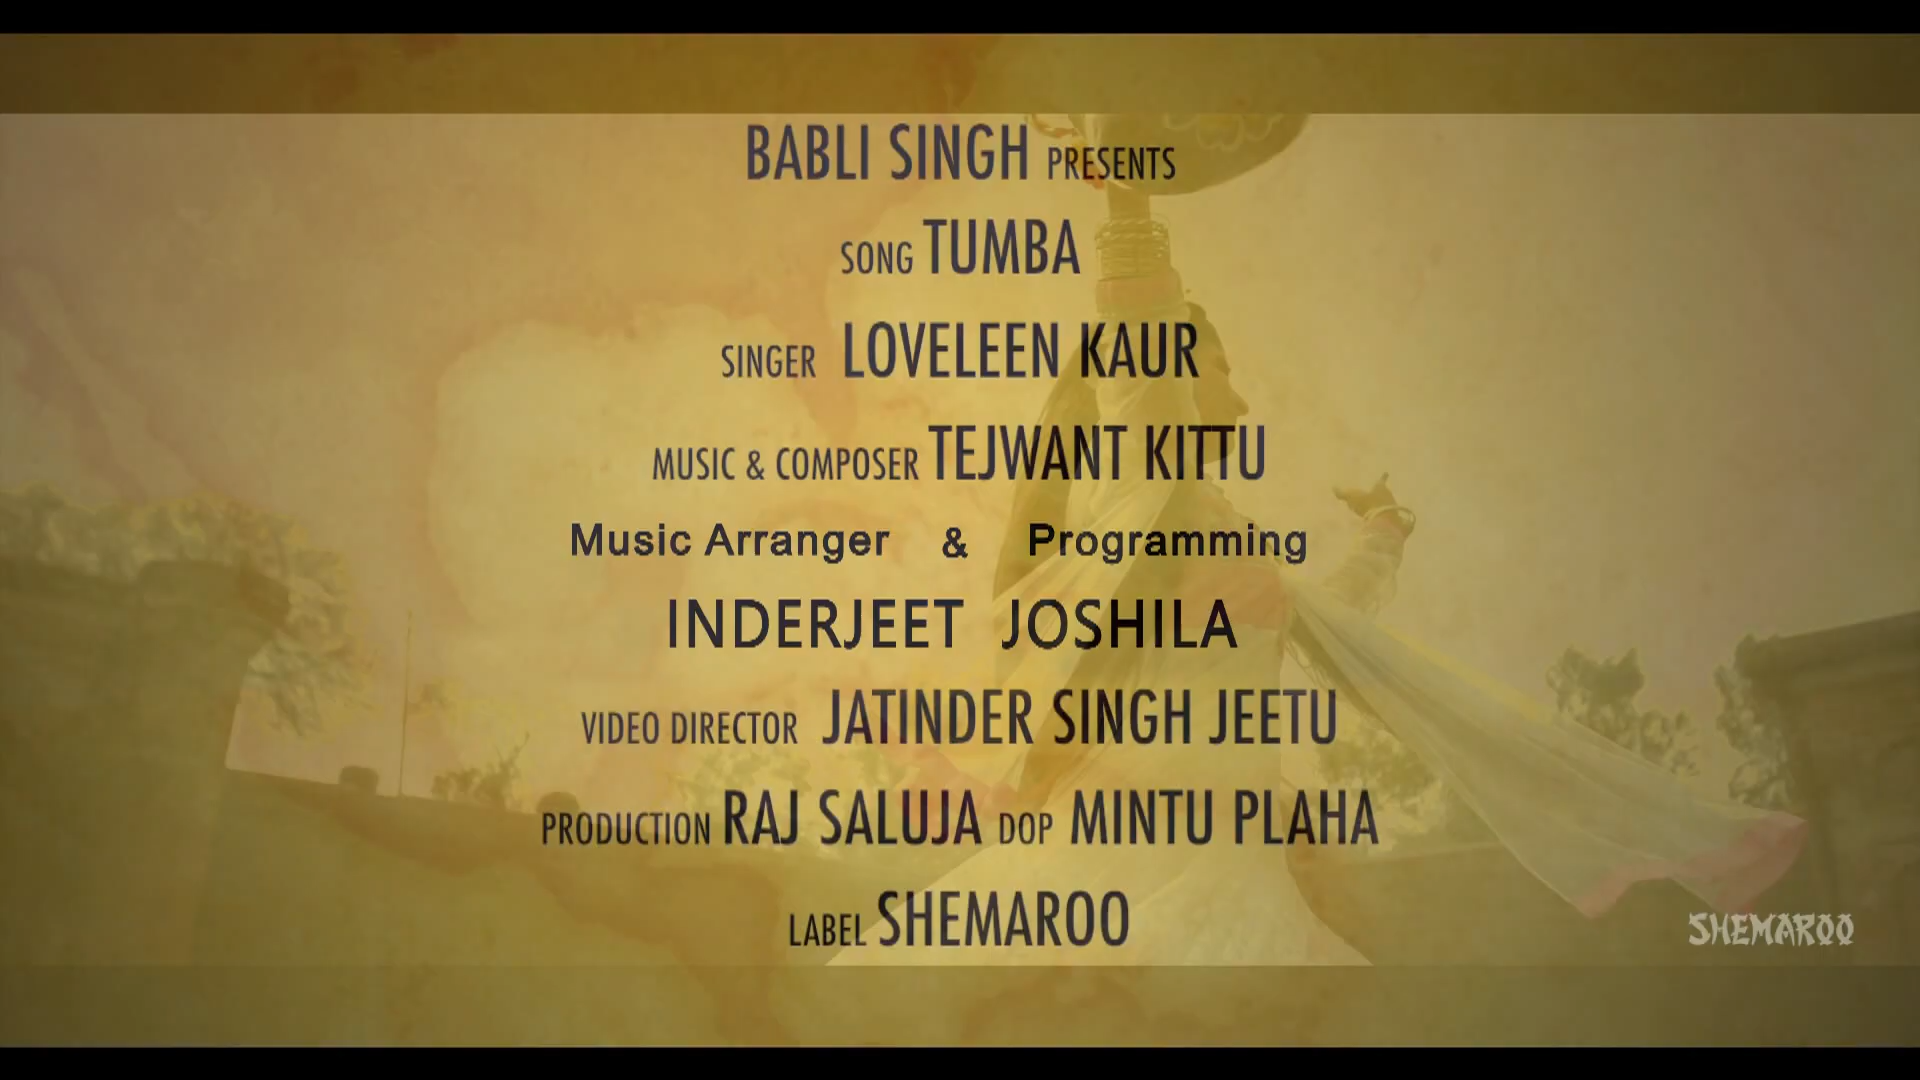 BABLI SINGH PRESENTS
SONG TUMBA
SINGER LOVELEEN KAUR
MUSIC & COMPOSER TEJWANT KITTU
Music Arranger & Programming
INDERJEET JOSHILA
VIDEO DIRECTOR JATINDER SINGH JEETU
PRODUCTION RAJ SALUJA DOP MINTU PLAHA
LABEL SHEMAROO
SHEMAROO